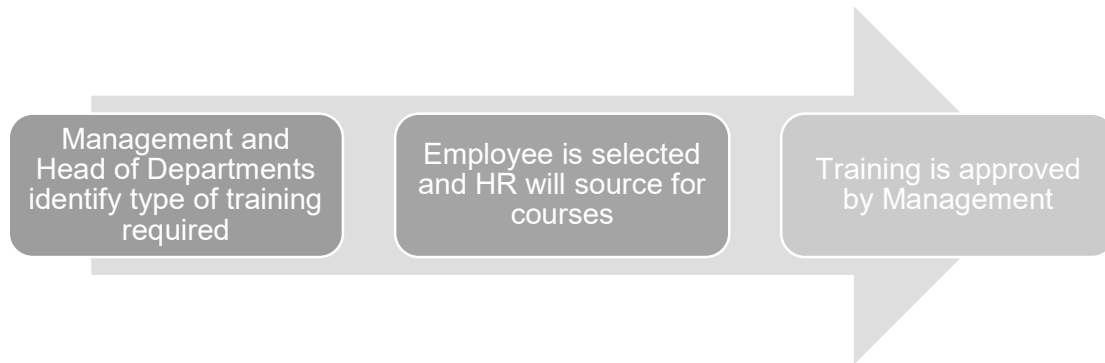 Management and
Head of Departments
identify type of training
required
Employee is selected
and HR will source for
courses
Training is approved
by Management